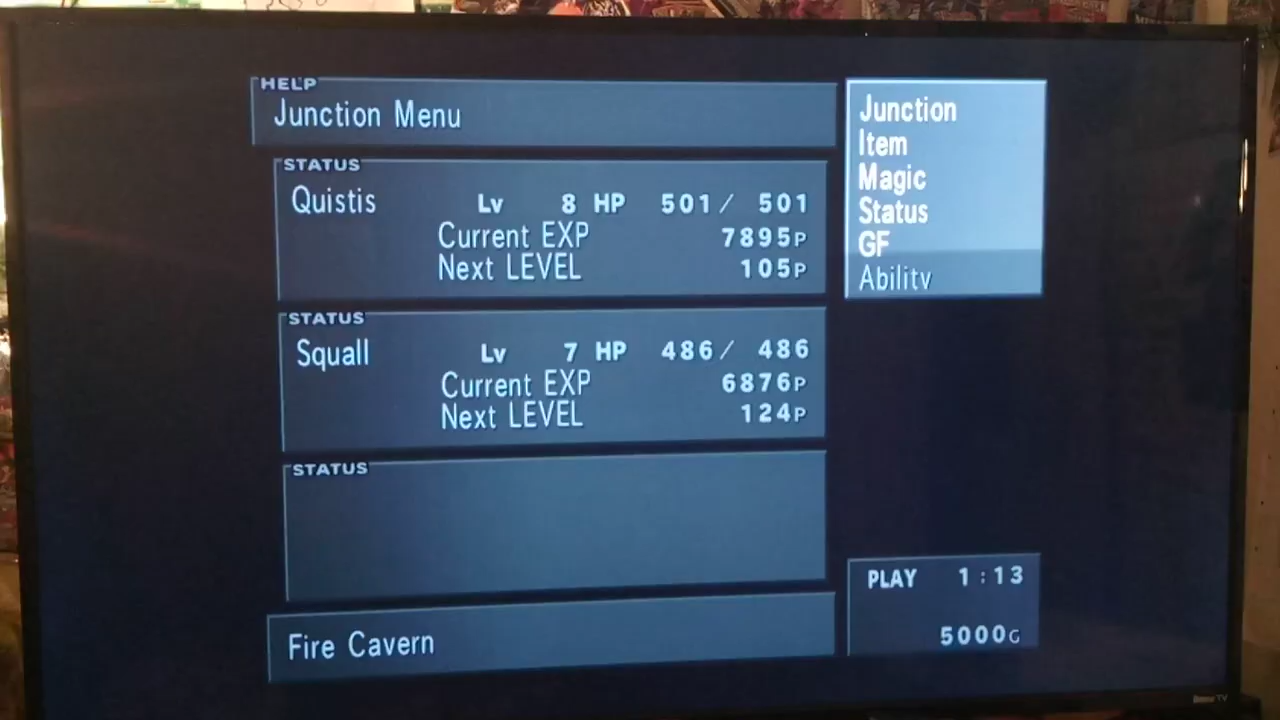 HELP
Junction Menu
STATUS
Quistis Lv 8 HP 501/ 501
Current EXP 7895P
Next LEVEL 105P
STATUS
Squall Lv 7 HP 486/ 486
Current EXP 6876P
Next LEVEL 124P
STATUS
Fire Cavern
Junction
Item
Magic
Status
GF
Ability
PLAY 1:13
5000G
Roku TV